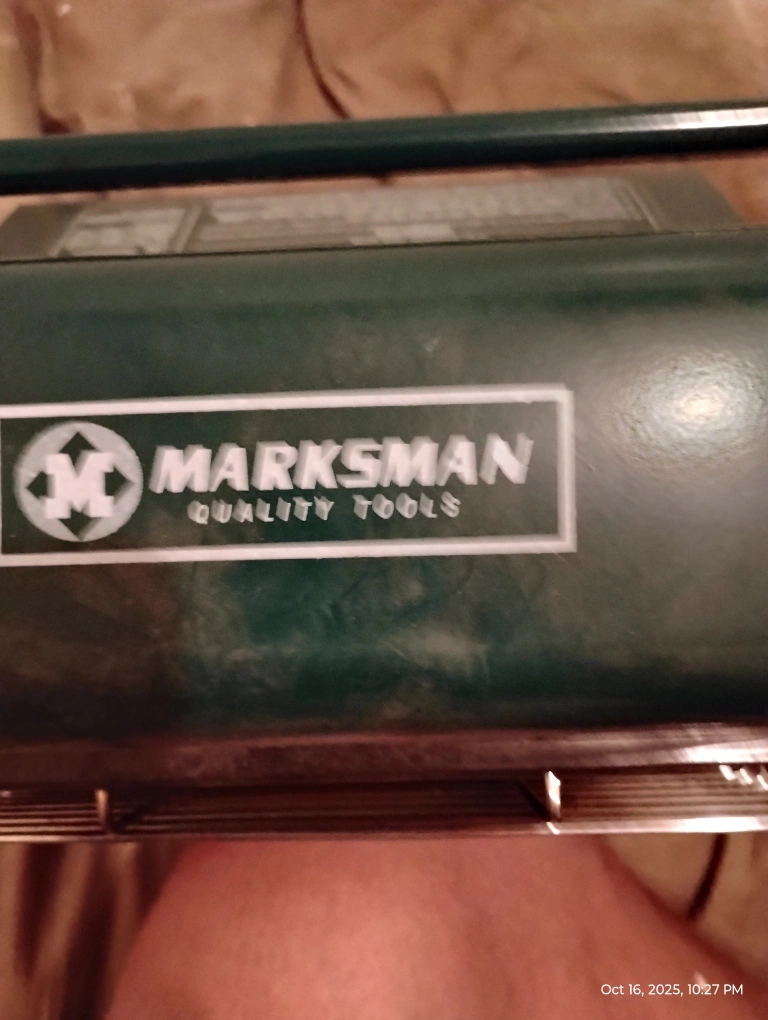 M
MARKSMAN
QUALITY TOOLS
Oct 16, 2025, 10:27 PM